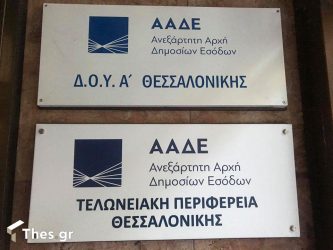 ΑΑΔΕ
Ανεξάρτητη Αρχή
Δημοσίων Εσόδων
Δ.Ο.Υ. Α΄ ΘΕΣΣΑΛΟΝΙΚΗΣ
ΑΑΔΕ
Ανεξάρτητη Αρχή
Δημοσίων Εσόδων
ΤΕΛΩΝΕΙΑΚΗ ΠΕΡΙΦΕΡΕΙΑ
ΘΕΣΣΑΛΟΝΙΚΗΣ
Thes gr